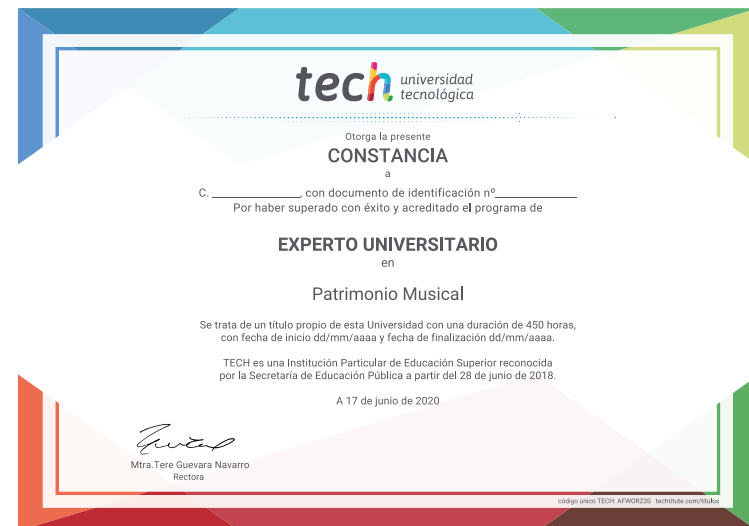 tech universidad
tecnológica
Otorga la presente
CONSTANCIA
a
C. ______________, con documento de identificación nº______________
Por haber superado con éxito y acreditado el programa de
EXPERTO UNIVERSITARIO
en
Patrimonio Musical
Se trata de un título propio de esta Universidad con una duración de 450 horas,
con fecha de inicio dd/mm/aaaa y fecha de finalización dd/mm/aaaa.
TECH es una Institución Particular de Educación Superior reconocida
por la Secretaría de Educación Pública a partir del 28 de junio de 2018.
A 17 de junio de 2020
Mtra.Tere Guevara Navarro
Rectora
código único TECH: AFWOR23S techtitute.com/titulos